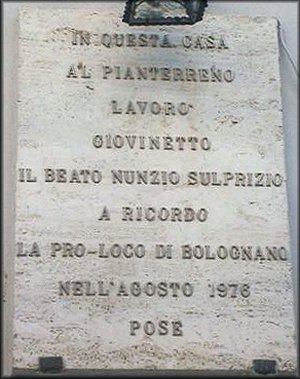 IN QUESTA CASA
AL PIANTERRENO
LAVORO'
GIOVINETTO
IL BEATO NUNZIO SULPRIZIO
A RICORDO
LA PRO-LOCO DI BOLOGNANO
NELL'AGOSTO 1976
POSE